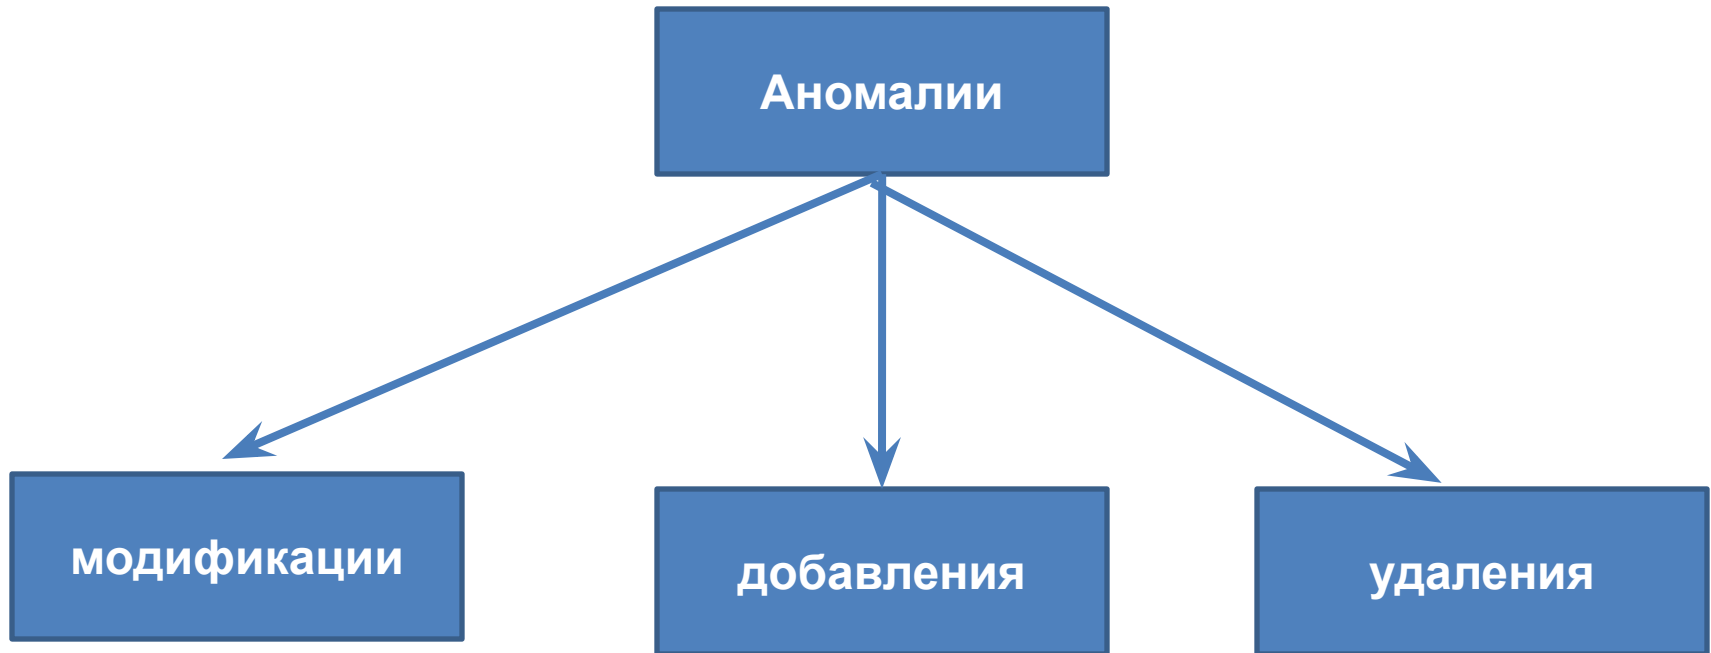 Аномалии
модификации
добавления
удаления